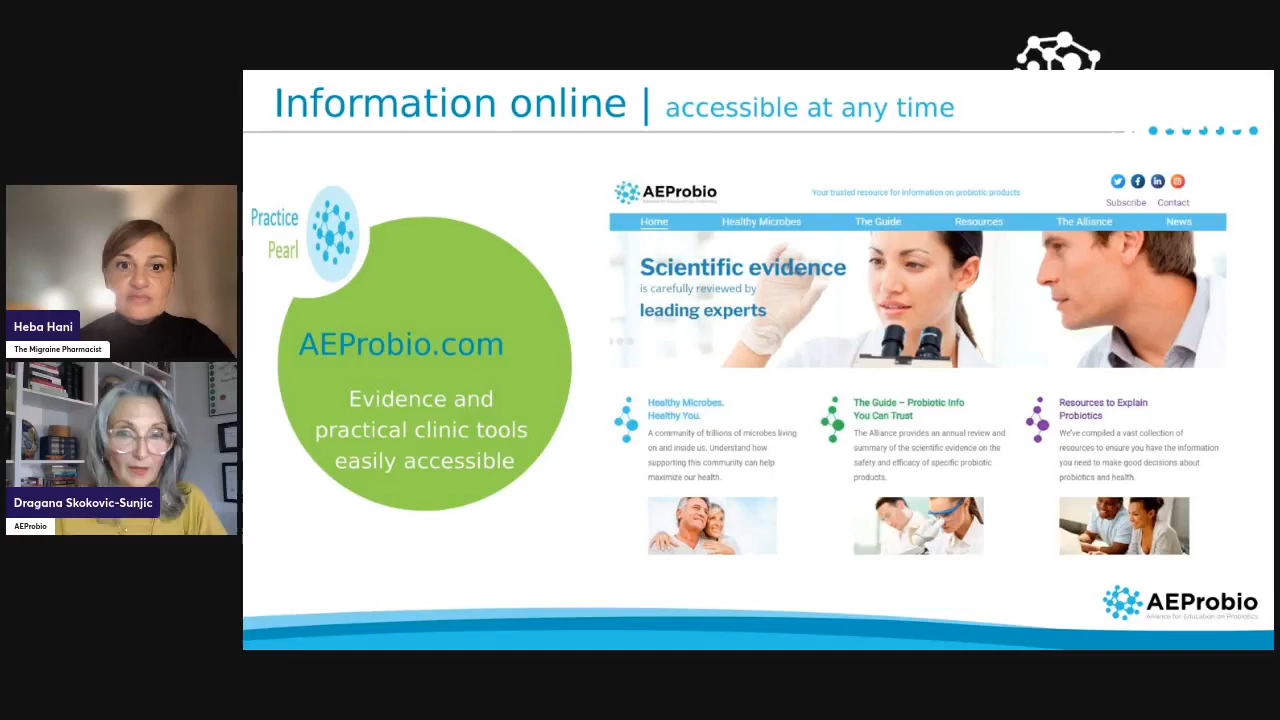 Information online | accessible at any time
Practice
Pearl
AEProbio.com
Evidence and
practical clinic tools
easily accessible
AEProbio
Your trusted resource for information on probiotic products
Subscribe Contact
Home Healthy Microbes The Guide Resources The Alliance News
Scientific evidence
is carefully reviewed by
leading experts
Healthy Microbes.
Healthy You.
A community of trillions of microbes living
on and inside us. Understand how
supporting this community can help
maximize our health.
The Guide – Probiotic Info
You Can Trust
The Alliance provides an annual review and
summary of the scientific evidence on the
safety and efficacy of specific probiotic
products.
Resources to Explain
Probiotics
We've compiled a vast collection of
resources to ensure you have the information
you need to make good decisions about
probiotics and health.
AEProbio
Alliance for Education on Probiotics
Heba Hani
The Migraine Pharmacist
Dragana Skokovic-Sunjic
AEProbio